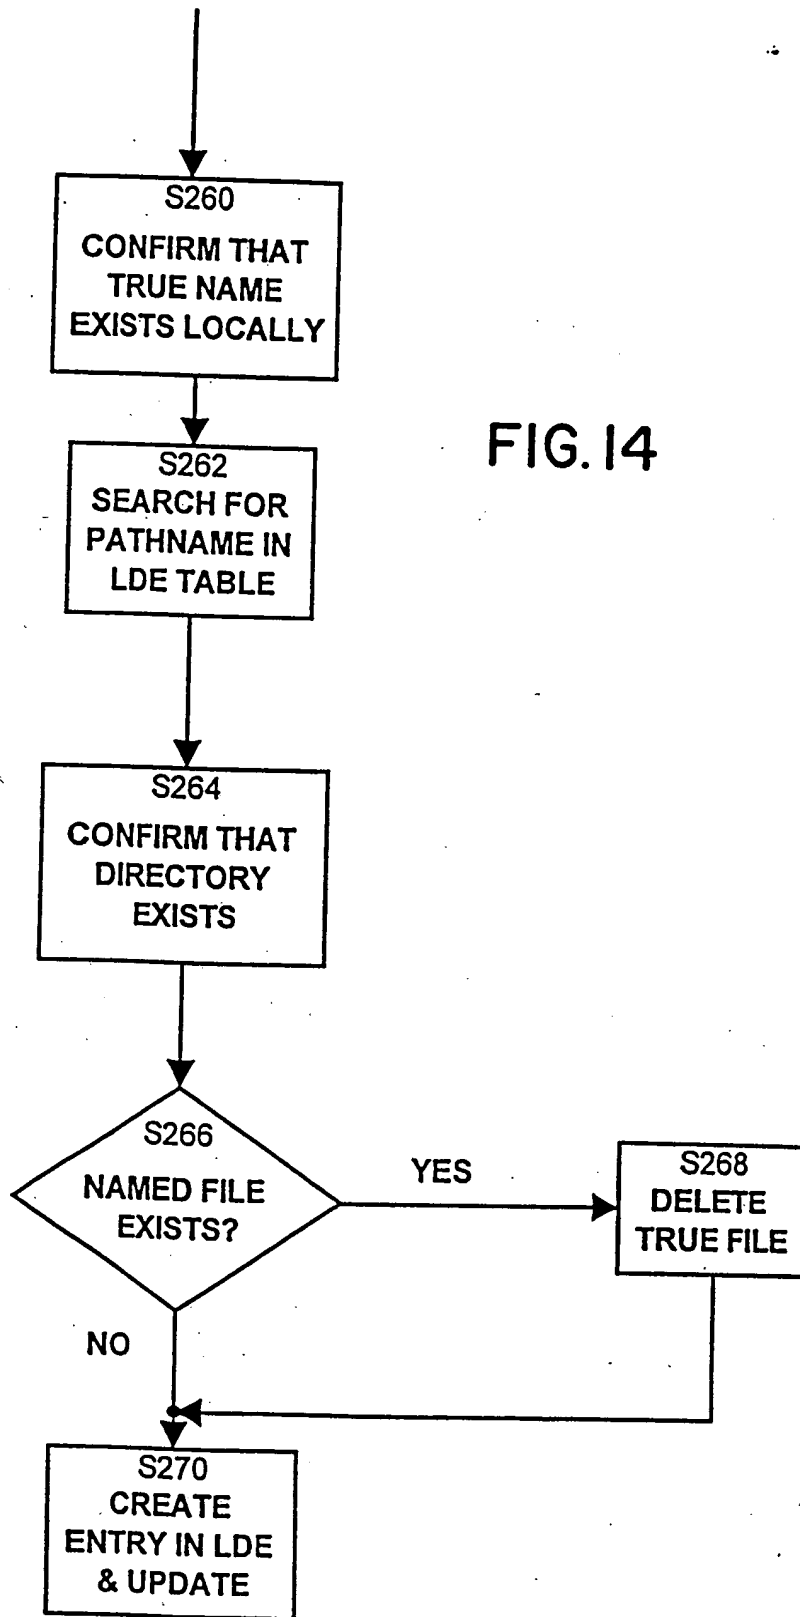 S260
CONFIRM THAT
TRUE NAME
EXISTS LOCALLY
FIG. 14
S262
SEARCH FOR
PATHNAME IN
LDE TABLE
S264
CONFIRM THAT
DIRECTORY
EXISTS
S266
NAMED FILE
EXISTS?
YES
S268
DELETE
TRUE FILE
NO
S270
CREATE
ENTRY IN LDE
& UPDATE